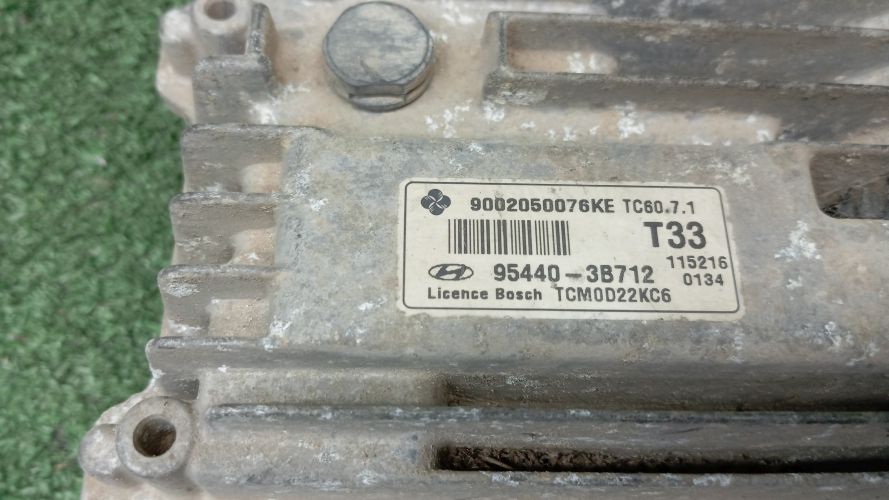 9002050076KE TC60.7.1
T33
95440-3B712 115216
0134
Licence Bosch TCM0D22KC6